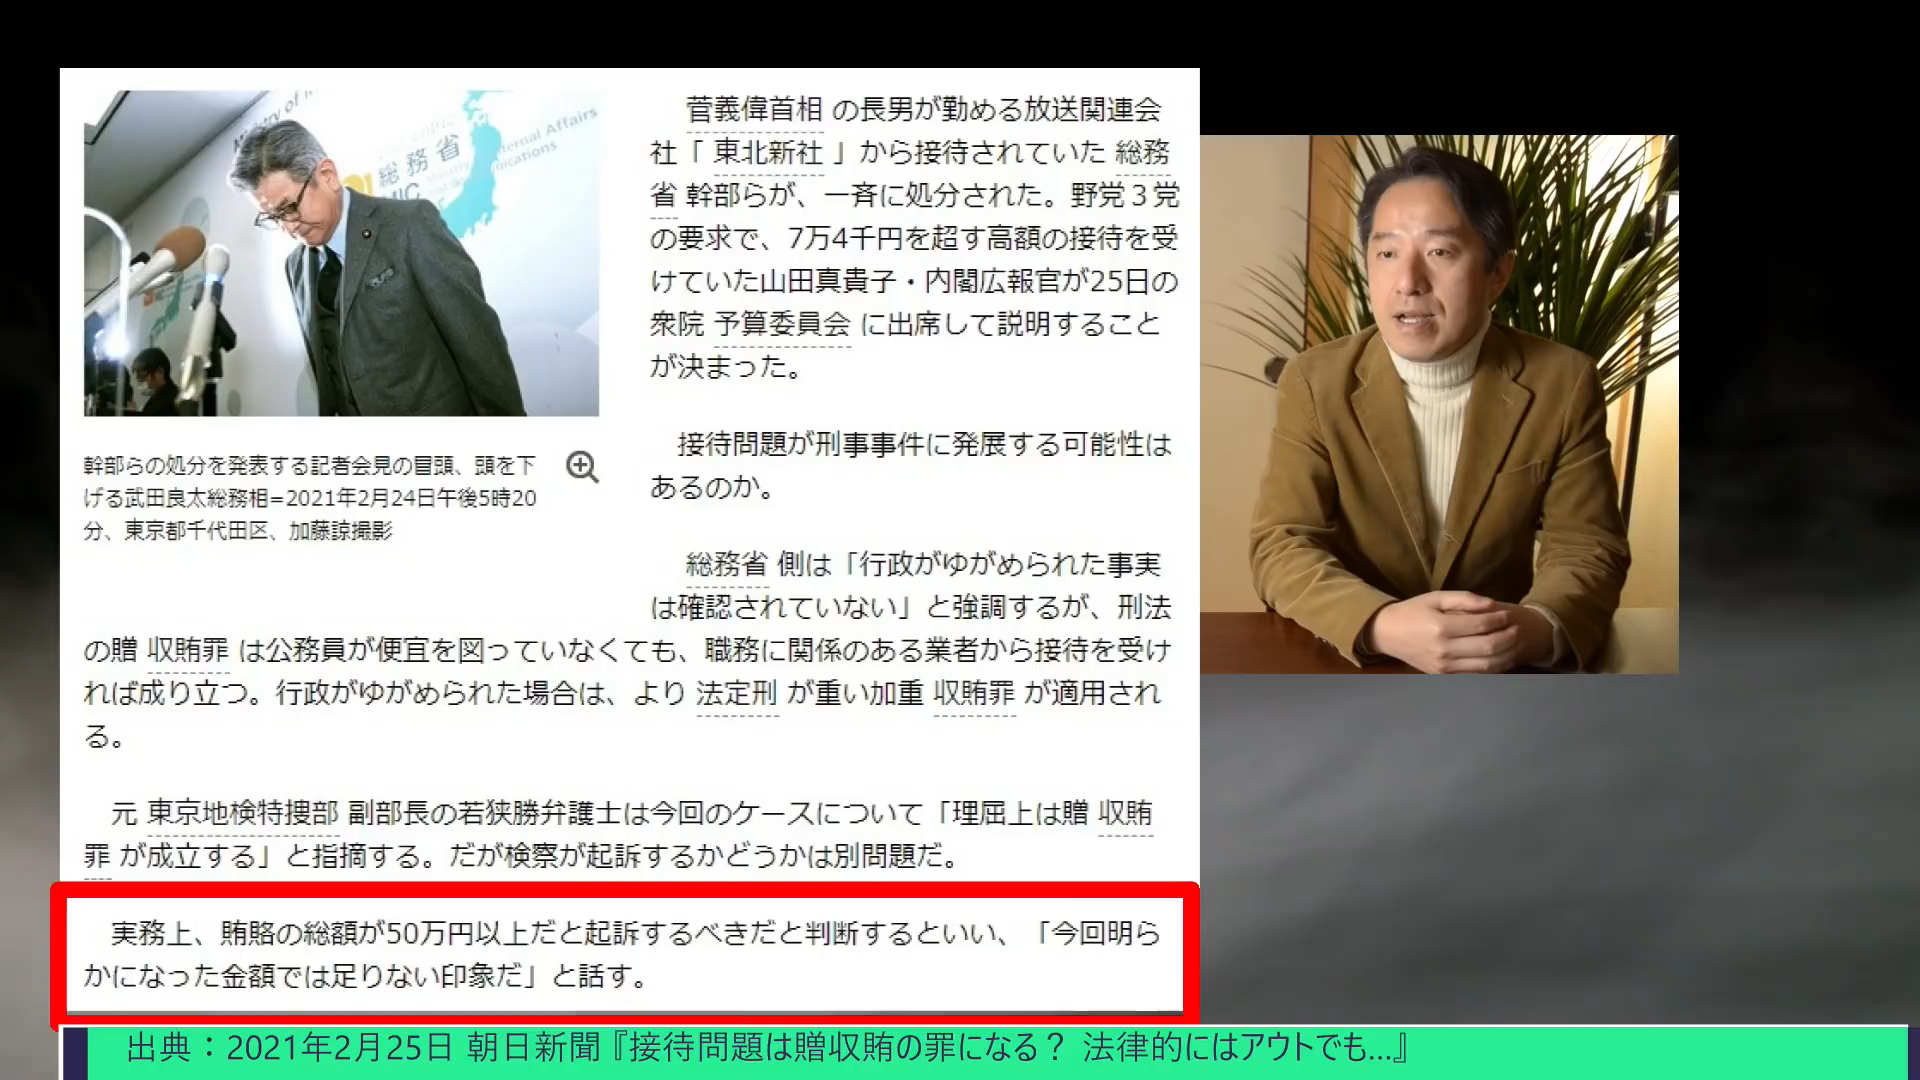 Ministry of
総務省
MIC
ternal Affairs
nications
菅義偉首相 の長男が勤める放送関連会
社「 東北新社 」から接待されていた 総務
省 幹部らが、一斉に処分された。野党３党
の要求で、7万4千円を超す高額の接待を受
けていた山田真貴子・内閣広報官が25日の
衆院 予算委員会 に出席して説明すること
が決まった。
幹部らの処分を発表する記者会見の冒頭、頭を下
げる武田良太総務相=2021年2月24日午後5時20
分、東京都千代田区、加藤諒撮影
接待問題が刑事事件に発展する可能性は
あるのか。
総務省 側は「行政がゆがめられた事実
は確認されていない」と強調するが、刑法
の贈 収賄罪 は公務員が便宜を図っていなくても、職務に関係のある業者から接待を受け
れば成り立つ。行政がゆがめられた場合は、より 法定刑 が重い加重 収賄罪 が適用され
る。
元 東京地検特捜部 副部長の若狭勝弁護士は今回のケースについて「理屈上は贈 収賄
罪 が成立する」と指摘する。だが検察が起訴するかどうかは別問題だ。
実務上、賄賂の総額が50万円以上だと起訴するべきだと判断するといい、「今回明ら
かになった金額では足りない印象だ」と話す。
出典：2021年2月25日 朝日新聞『接待問題は贈収賄の罪になる？ 法律的にはアウトでも...』